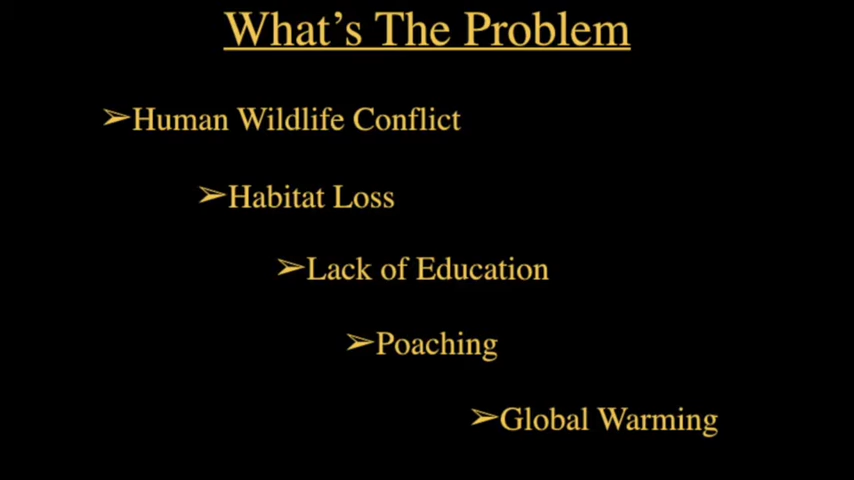 What’s The Problem
➢Human Wildlife Conflict
➢Habitat Loss
➢Lack of Education
➢Poaching
➢Global Warming